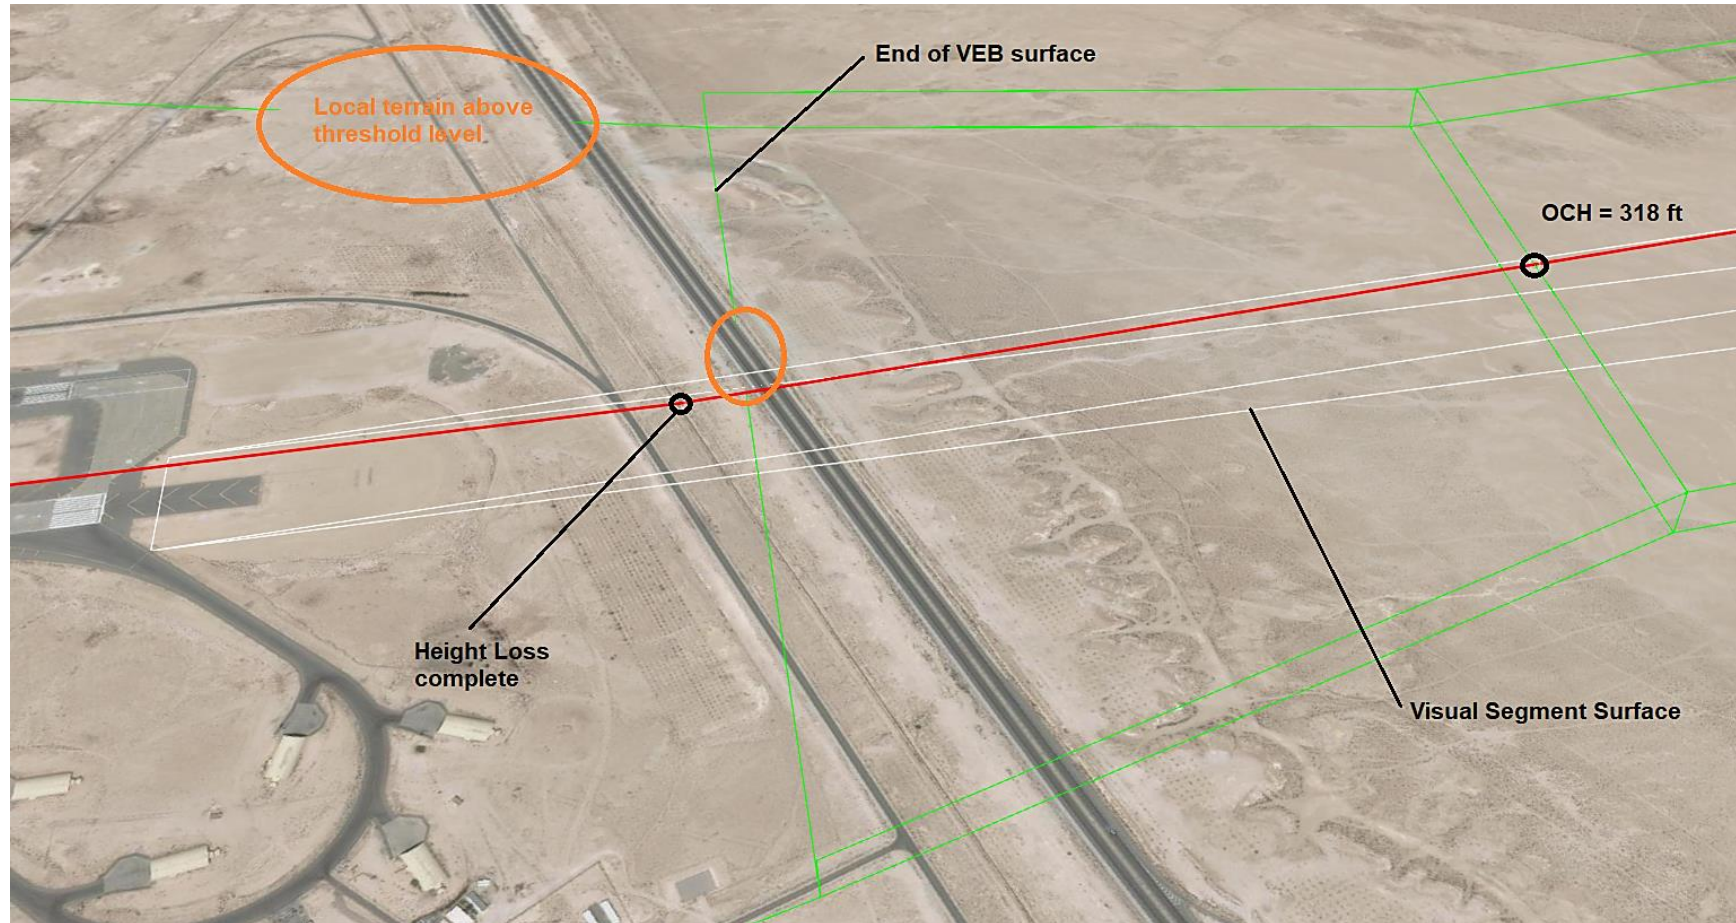 End of VEB surface
Local terrain above
threshold level
OCH = 318 ft
Height Loss
complete
Visual Segment Surface